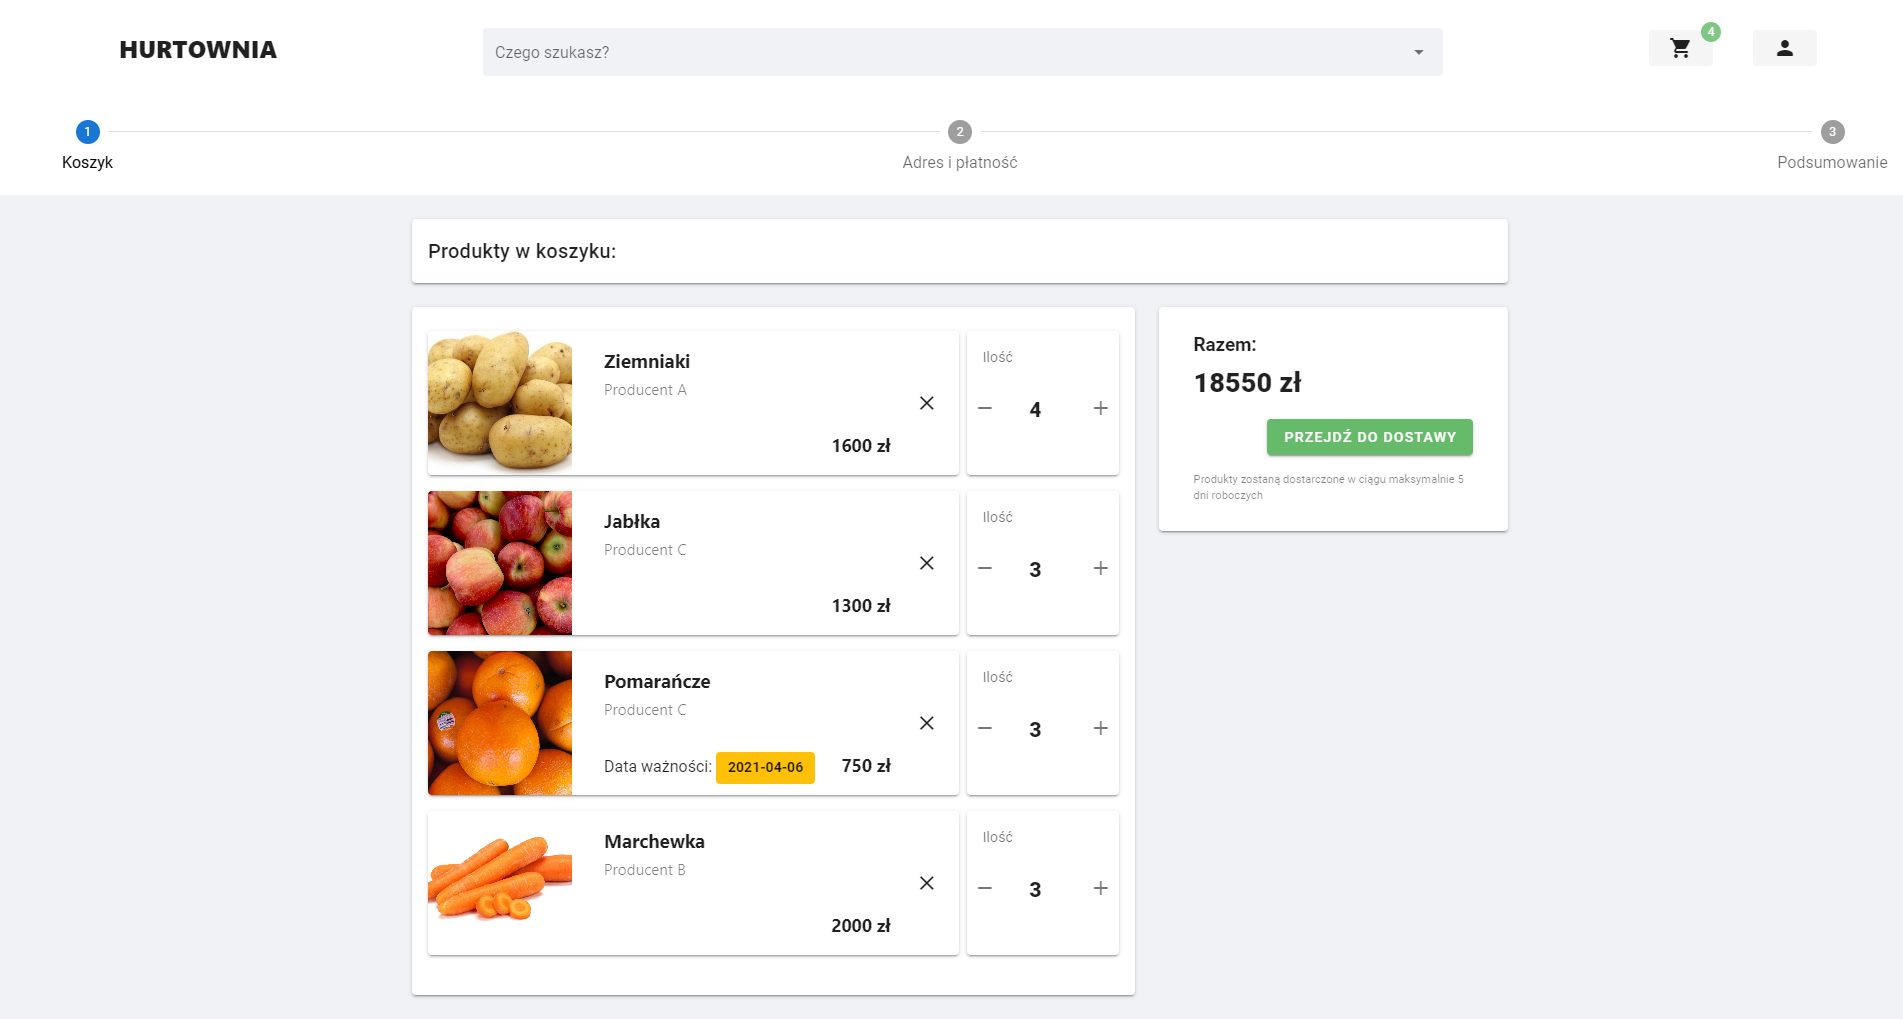 HURTOWNIA
Czego szukasz?
4
1
2
3
Koszyk
Adres i płatność
Podsumowanie
Produkty w koszyku:
Ziemniaki
Producent A
1600 zł
Ilość
4
Jabłka
Producent C
1300 zł
Ilość
3
Pomarańcze
Producent C
Data ważności: 2021-04-06 750 zł
Ilość
3
Marchewka
Producent B
2000 zł
Ilość
3
Razem:
18550 zł
PRZEJDŹ DO DOSTAWY
Produkty zostaną dostarczone w ciągu maksymalnie 5
dni roboczych